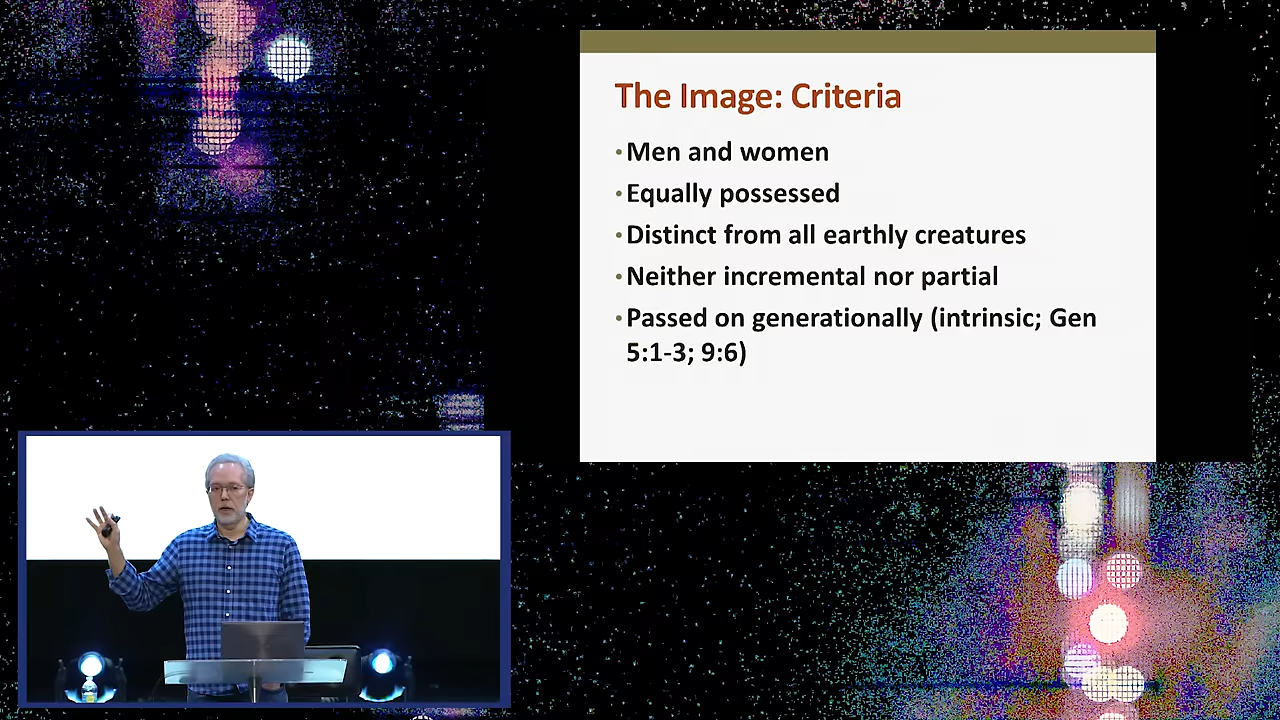 The Image: Criteria
•Men and women
•Equally possessed
•Distinct from all earthly creatures
•Neither incremental nor partial
•Passed on generationally (intrinsic; Gen
5:1-3; 9:6)